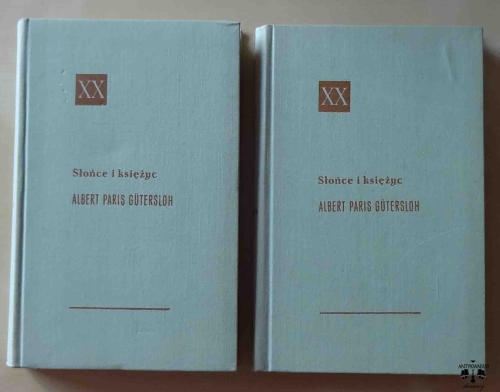 XX
Słońce i księżyc
ALBERT PARIS GÜTERSLOH
XX
Słońce i księżyc
ALBERT PARIS GÜTERSLOH